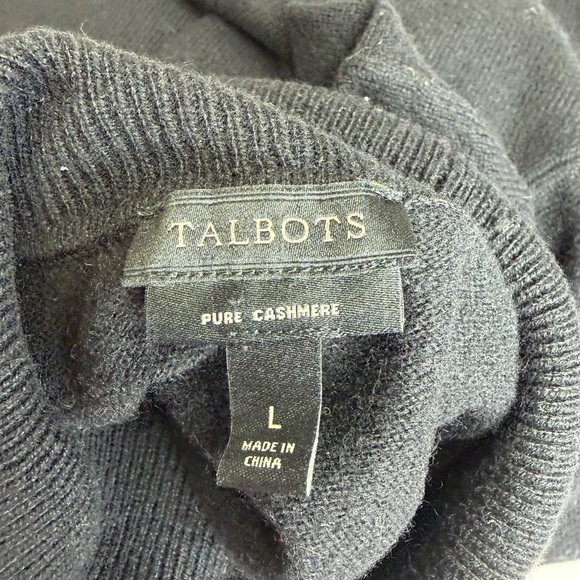 TALBOTS
PURE CASHMERE
L
MADE IN
CHINA